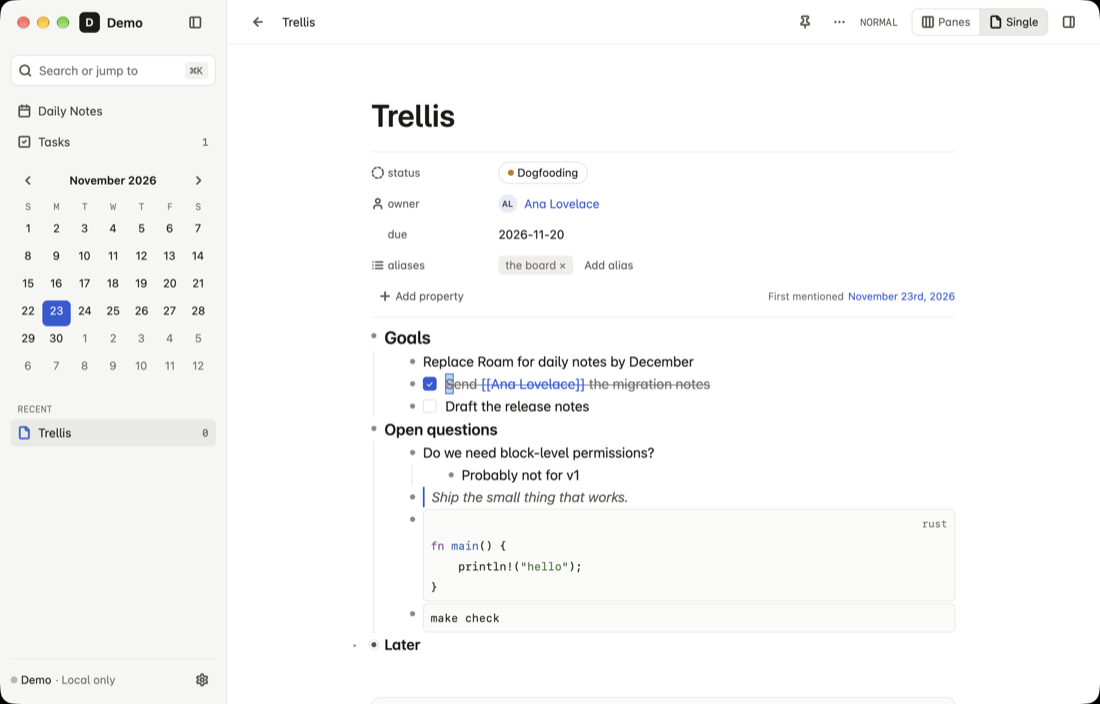 D Demo
Trellis
NORMAL
Panes
Single
Search or jump to ⌘K
Daily Notes
Tasks 1
November 2026
S M T W T F S
1 2 3 4 5 6 7
8 9 10 11 12 13 14
15 16 17 18 19 20 21
22 23 24 25 26 27 28
29 30 1 2 3 4 5
6 7 8 9 10 11 12
RECENT
Trellis 0
Demo · Local only
Trellis
status Dogfooding
owner AL Ana Lovelace
due 2026-11-20
aliases the board × Add alias
+ Add property First mentioned November 23rd, 2026
Goals
Replace Roam for daily notes by December
Send [[Ana Lovelace]] the migration notes
Draft the release notes
Open questions
Do we need block-level permissions?
Probably not for v1
Ship the small thing that works.
rust
fn main() {
    println!("hello");
}
make check
Later